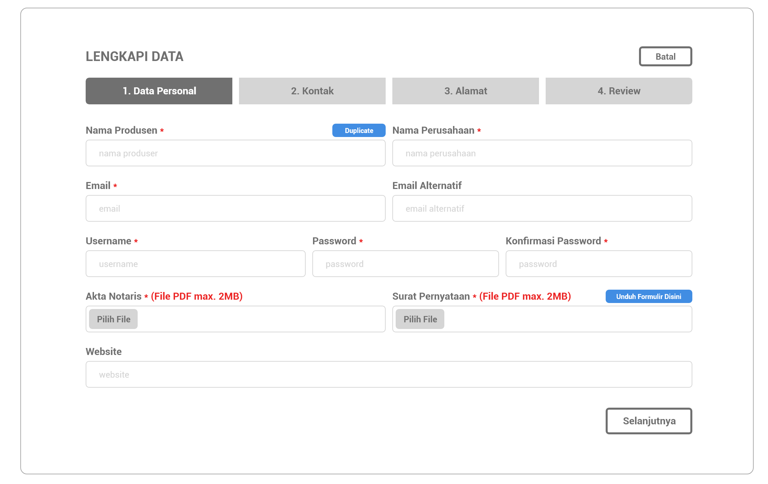 LENGKAPI DATA
Batal
1. Data Personal
2. Kontak
3. Alamat
4. Review
Nama Produsen *
Duplicate
Nama Perusahaan *
nama produser
nama perusahaan
Email *
Email Alternatif
email
email alternatif
Username *
Password *
Konfirmasi Password *
username
password
password
Akta Notaris * (File PDF max. 2MB)
Surat Pernyataan * (File PDF max. 2MB)
Unduh Formulir Disini
Pilih File
Pilih File
Website
website
Selanjutnya